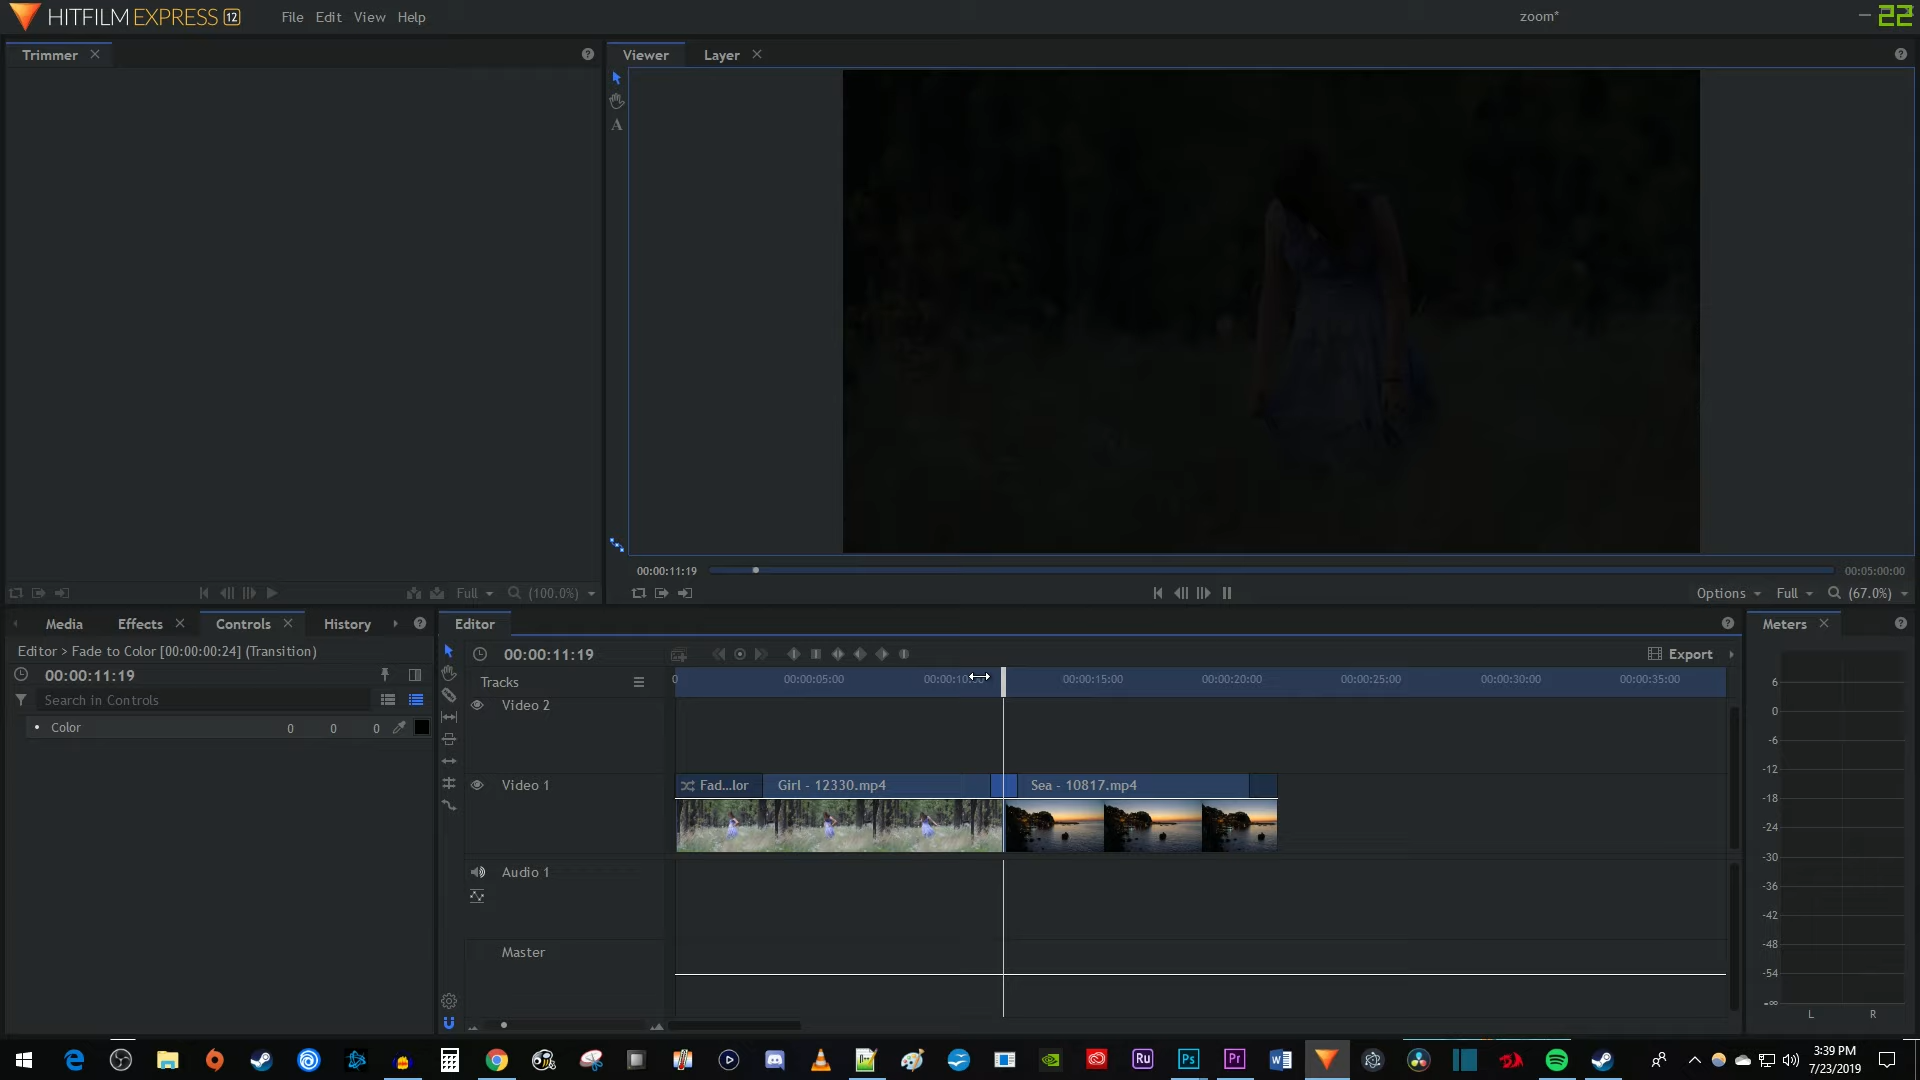 HITFILM EXPRESS 12 File Edit View Help zoom* 22
Trimmer
Viewer Layer
A
00:00:11:19 00:05:00:00
Full (100.0%)
Options Full (67.0%)
Media Effects Controls History
Editor
Meters
Editor > Fade to Color [00:00:00:24] (Transition)
00:00:11:19
Search in Controls
Color 0 0 0
00:00:11:19
Export
Tracks
0 00:00:05:00 00:00:15:00 00:00:20:00 00:00:25:00 00:00:30:00 00:00:35:00
Video 2
Video 1
Fad...lor Girl - 12330.mp4 Sea - 10817.mp4
Audio 1
Master
6
0
-6
-12
-18
-24
-30
-36
-42
-48
-54
-∞
L R
Ru Ps Pr W
3:39 PM
7/23/2019